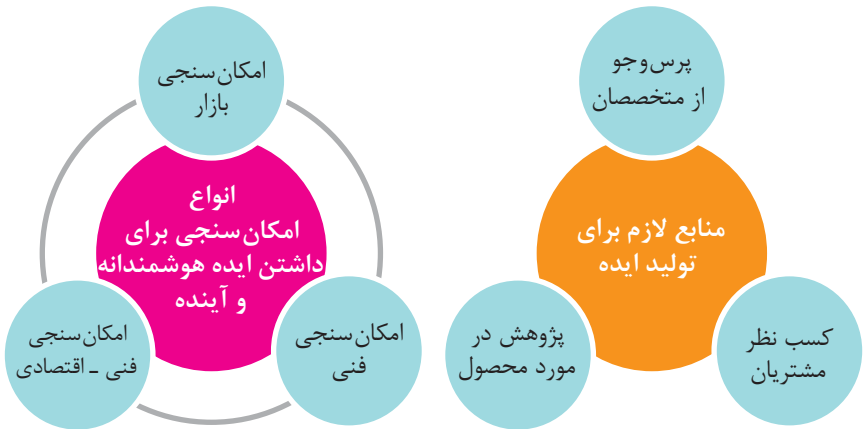 پرس‌وجو
از متخصصان
منابع لازم برای
تولید ایده
کسب نظر
مشتریان
پژوهش در
مورد محصول
امکان‌سنجی
بازار
انواع
امکان‌سنجی برای
داشتن ایده هوشمندانه
و آینده
امکان‌سنجی
فنی
امکان‌سنجی
فنی ـ اقتصادی